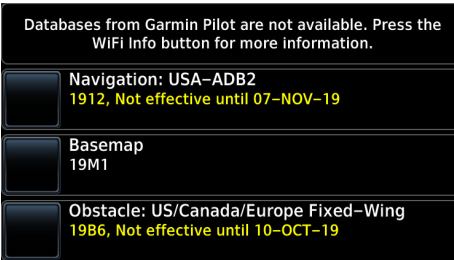 Databases from Garmin Pilot are not available. Press the
WiFi Info button for more information.
Navigation: USA-ADB2
1912, Not effective until 07-NOV-19
Basemap
19M1
Obstacle: US/Canada/Europe Fixed-Wing
19B6, Not effective until 10-OCT-19